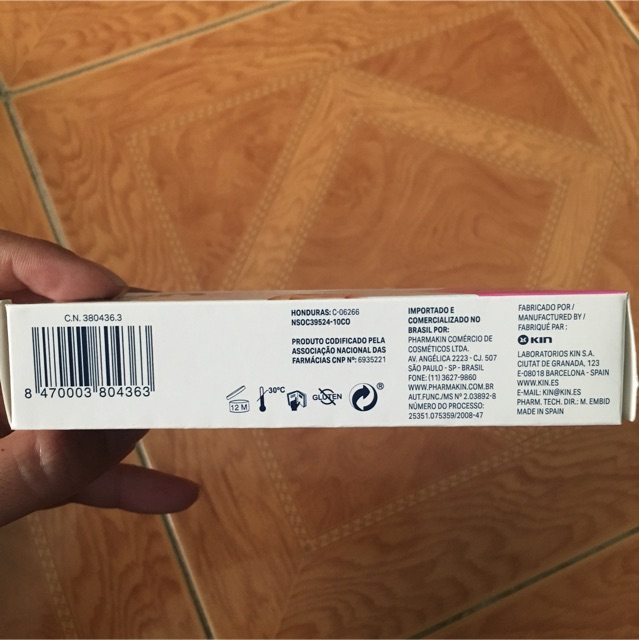 C.N. 380436.3
8 470003 804363
12 M
30°C
GLUTEN
HONDURAS: C-06266
NSOC39524-10CO
PRODUTO CODIFICADO PELA
ASSOCIAÇÃO NACIONAL DAS
FARMÁCIAS CNP Nº: 6935221
IMPORTADO E
COMERCIALIZADO NO
BRASIL POR:
PHARMAKIN COMÉRCIO DE
COSMÉTICOS LTDA.
AV. ANGÉLICA 2223 - CJ. 507
SÃO PAULO - SP - BRASIL
FONE: (11) 3627-9860
WWW.PHARMAKIN.COM.BR
AUT.FUNC./MS Nº 2.03892-8
NÚMERO DO PROCESSO:
25351.075359/2008-47
FABRICADO POR /
MANUFACTURED BY /
FABRIQUÉ PAR :
KIN
LABORATORIOS KIN S.A.
CIUTAT DE GRANADA, 123
E-08018 BARCELONA - SPAIN
WWW.KIN.ES
E-MAIL: KIN@KIN.ES
PHARM. TECH. DIR.: M. EMBID
MADE IN SPAIN